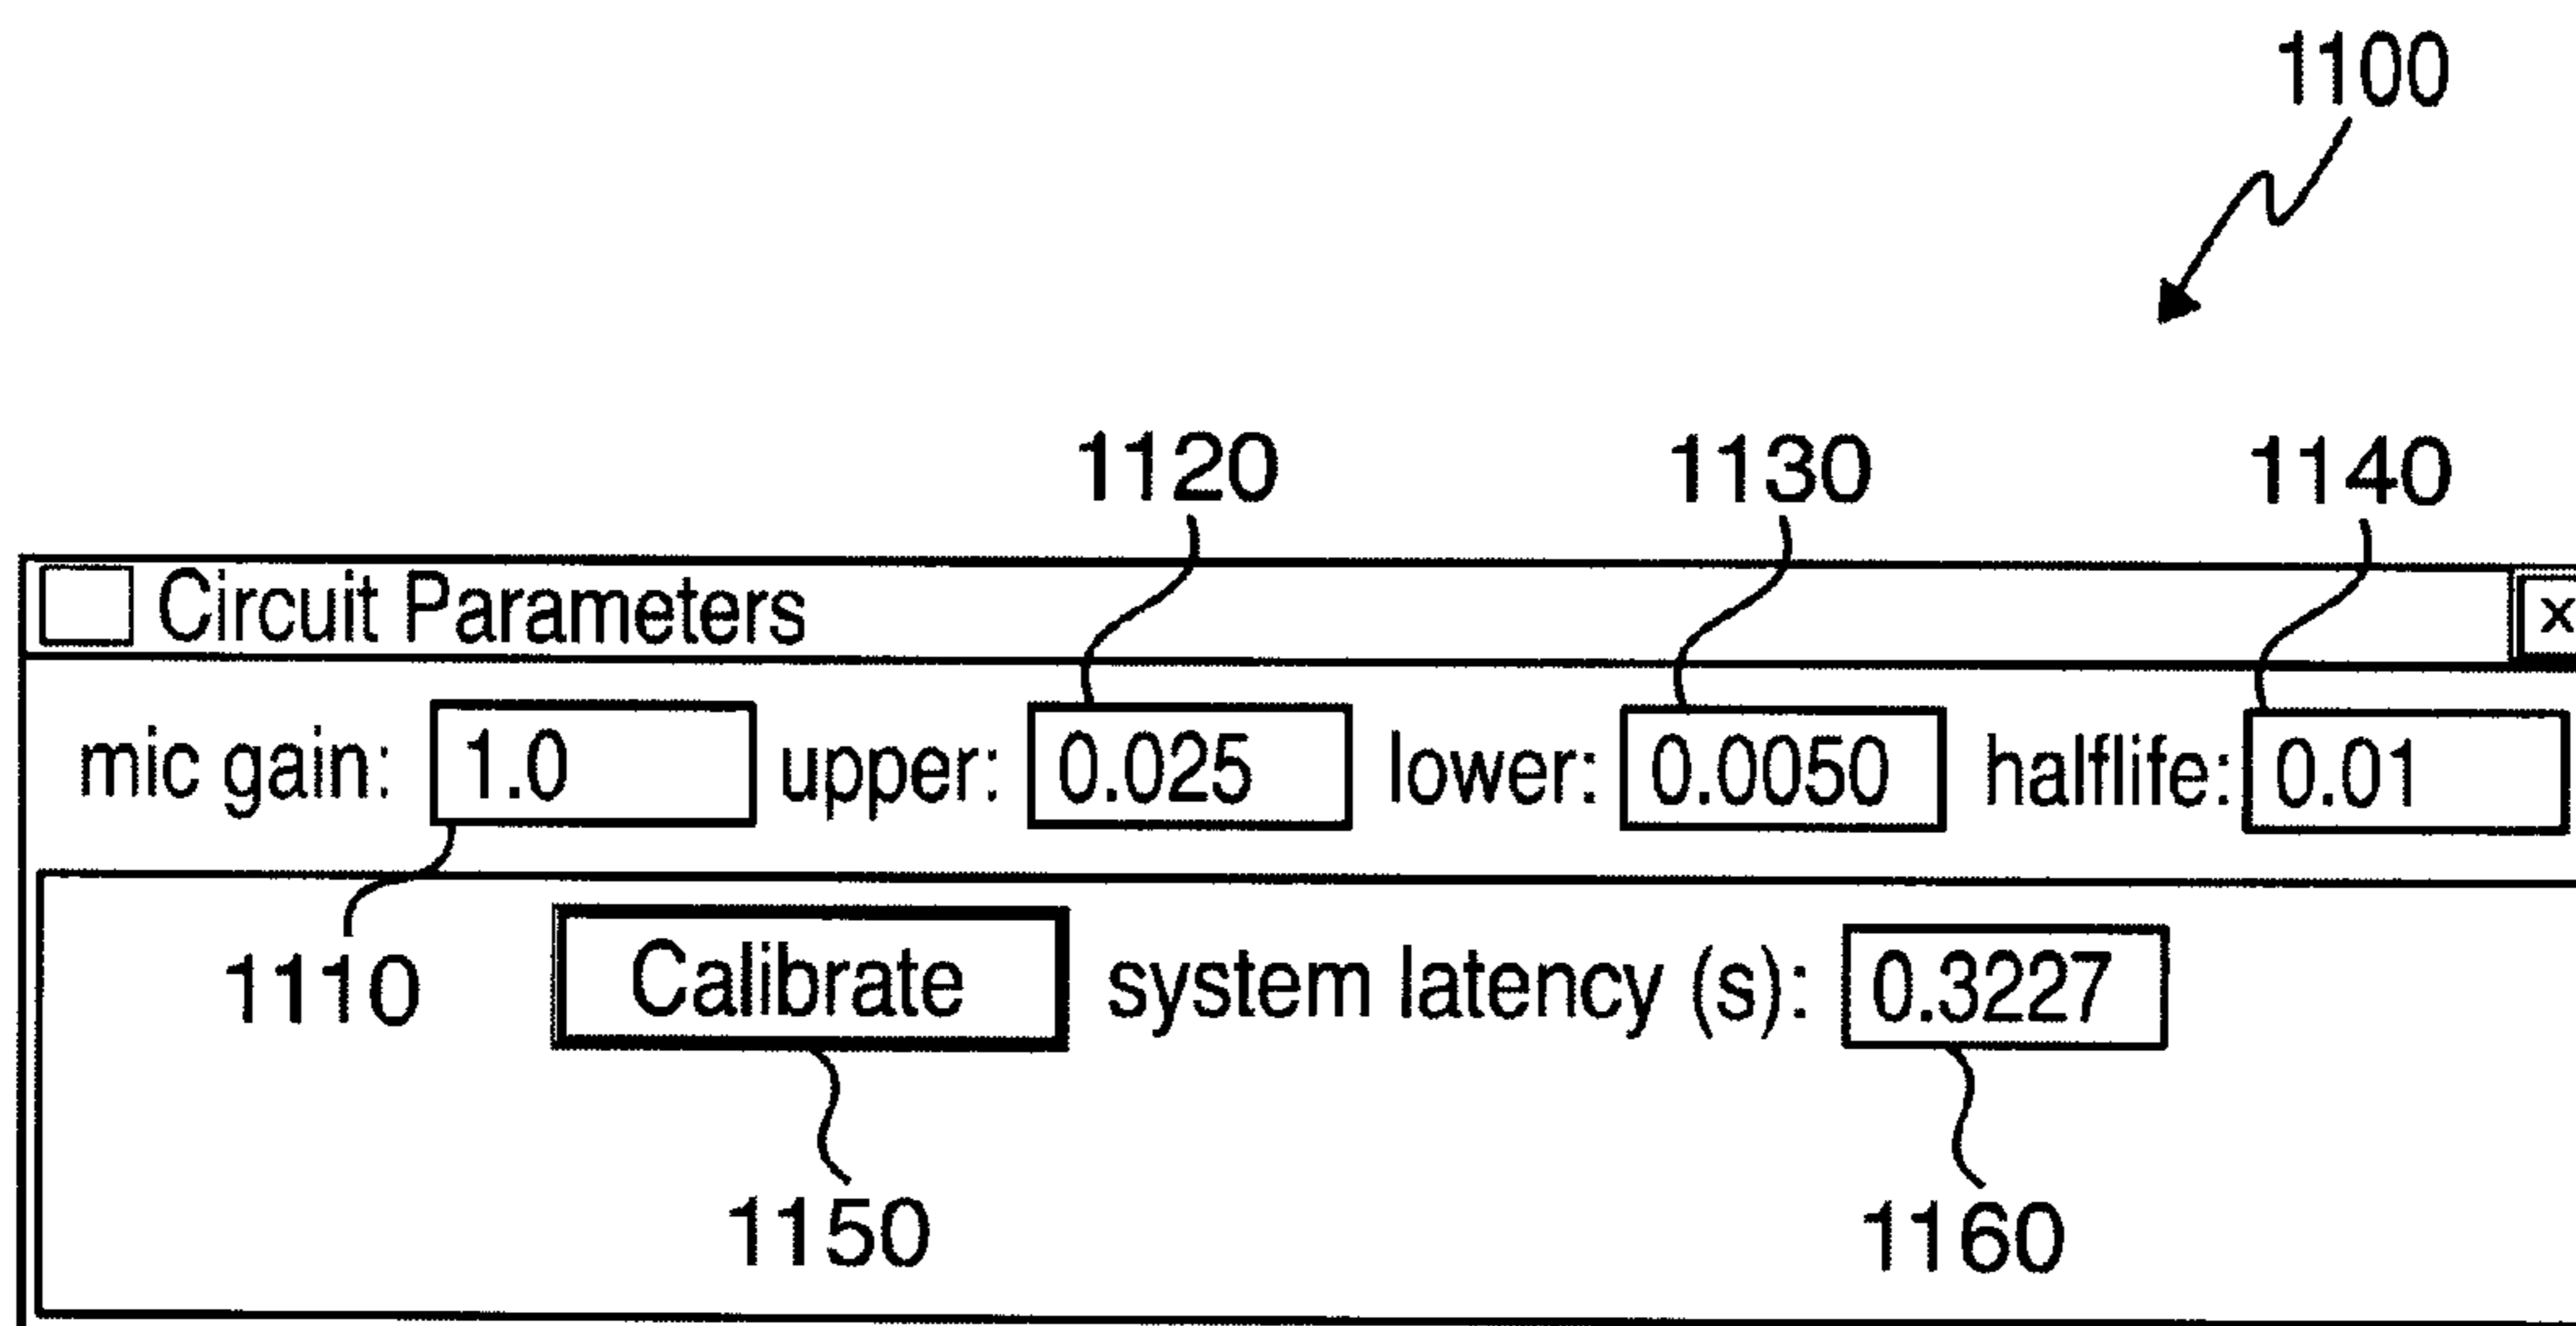 1100
1120 1130 1140
Circuit Parameters x
mic gain: 1.0 upper: 0.025 lower: 0.0050 halflife: 0.01
1110 Calibrate system latency (s): 0.3227
1150 1160